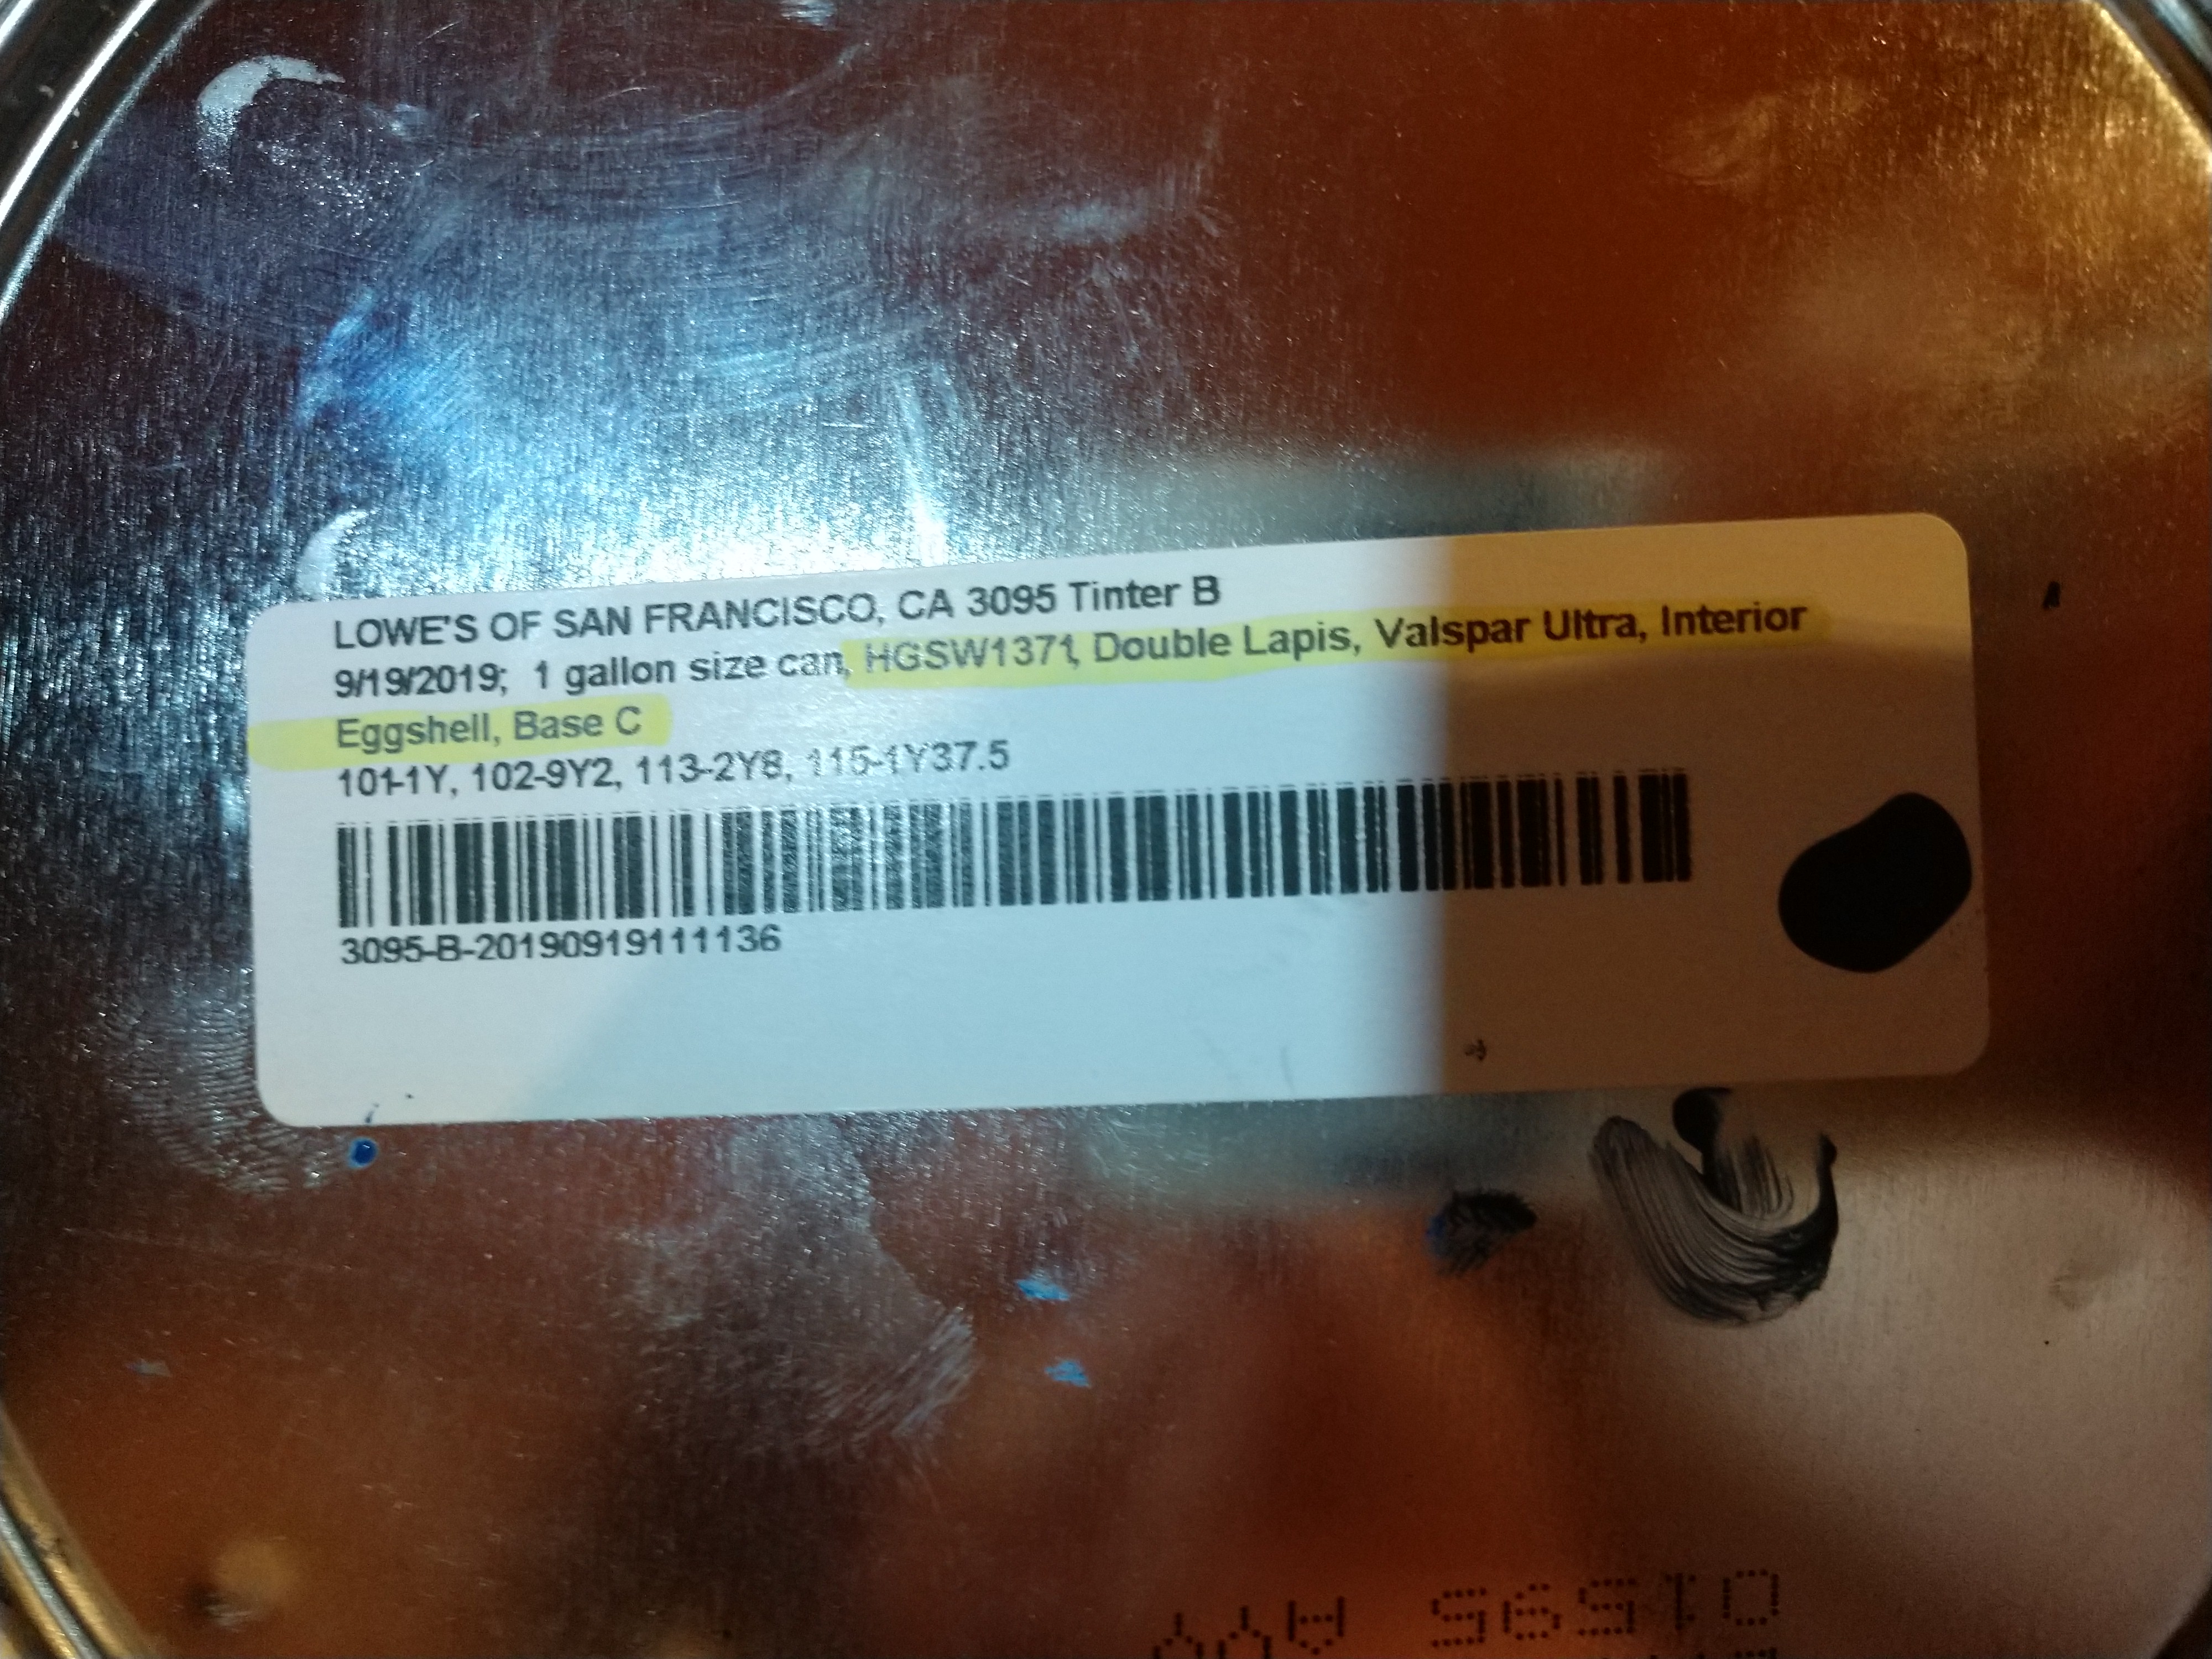 LOWE'S OF SAN FRANCISCO, CA 3095 Tinter B
9/19/2019; 1 gallon size can, HGSW1371, Double Lapis, Valspar Ultra, Interior
Eggshell, Base C
101-1Y, 102-9Y2, 113-2Y8, 115-1Y37.5
3095-B-20190919111136